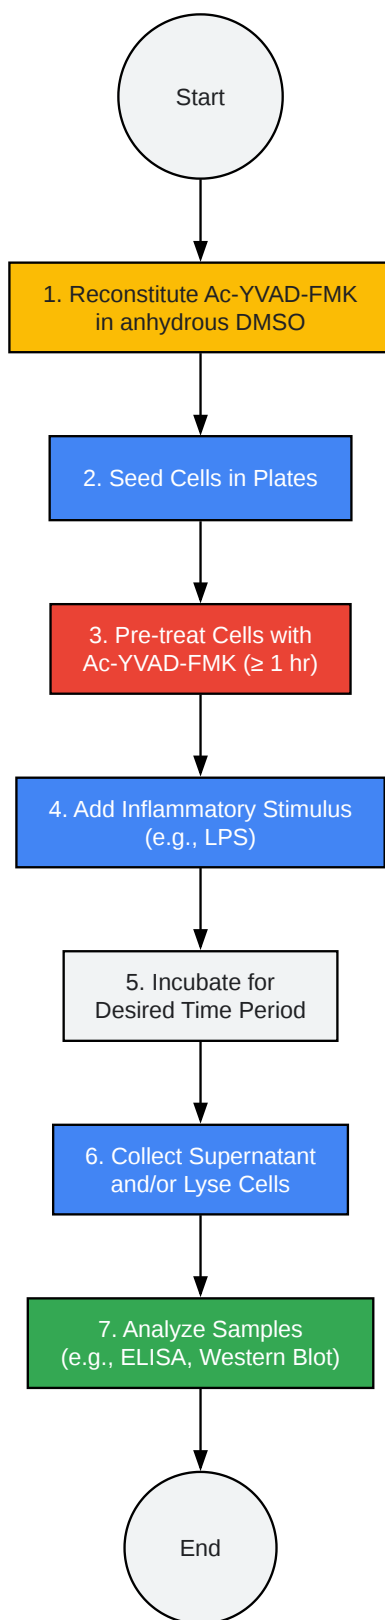 Start
1. Reconstitute Ac-YVAD-FMK
in anhydrous DMSO
2. Seed Cells in Plates
3. Pre-treat Cells with
Ac-YVAD-FMK (≥ 1 hr)
4. Add Inflammatory Stimulus
(e.g., LPS)
5. Incubate for
Desired Time Period
6. Collect Supernatant
and/or Lyse Cells
7. Analyze Samples
(e.g., ELISA, Western Blot)
End